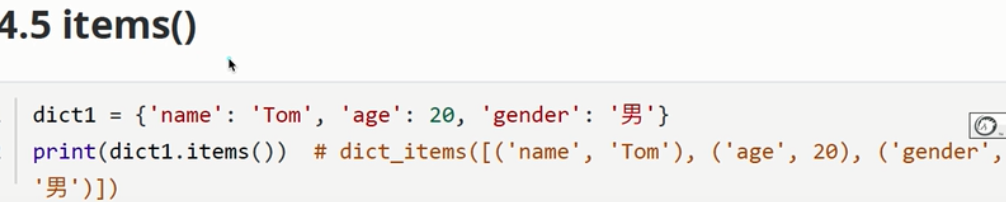 4.5 items()
dict1 = {'name': 'Tom', 'age': 20, 'gender': '男'}
print(dict1.items())  # dict_items([('name', 'Tom'), ('age', 20), ('gender',
'男')])